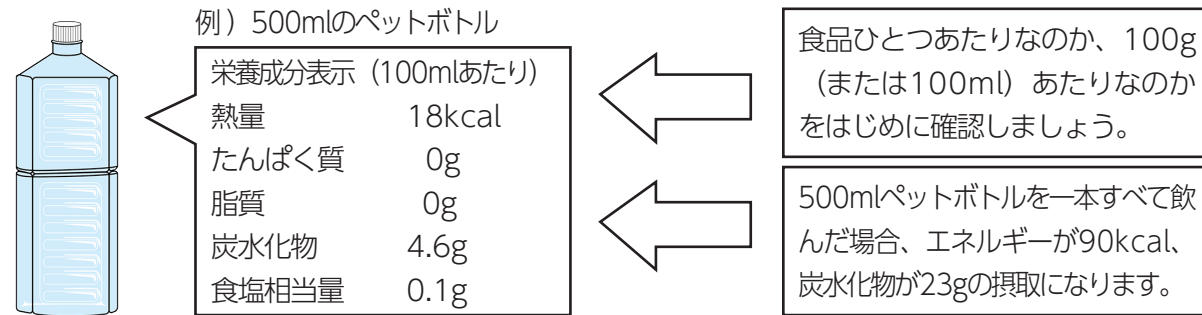 例）500mlのペットボトル
栄養成分表示（100mlあたり）
熱量 18kcal
たんぱく質 0g
脂質 0g
炭水化物 4.6g
食塩相当量 0.1g
食品ひとつあたりなのか、100g
（または100ml）あたりなのか
をはじめに確認しましょう。
500mlペットボトルを一本すべて飲
んだ場合、エネルギーが90kcal、
炭水化物が23gの摂取になります。